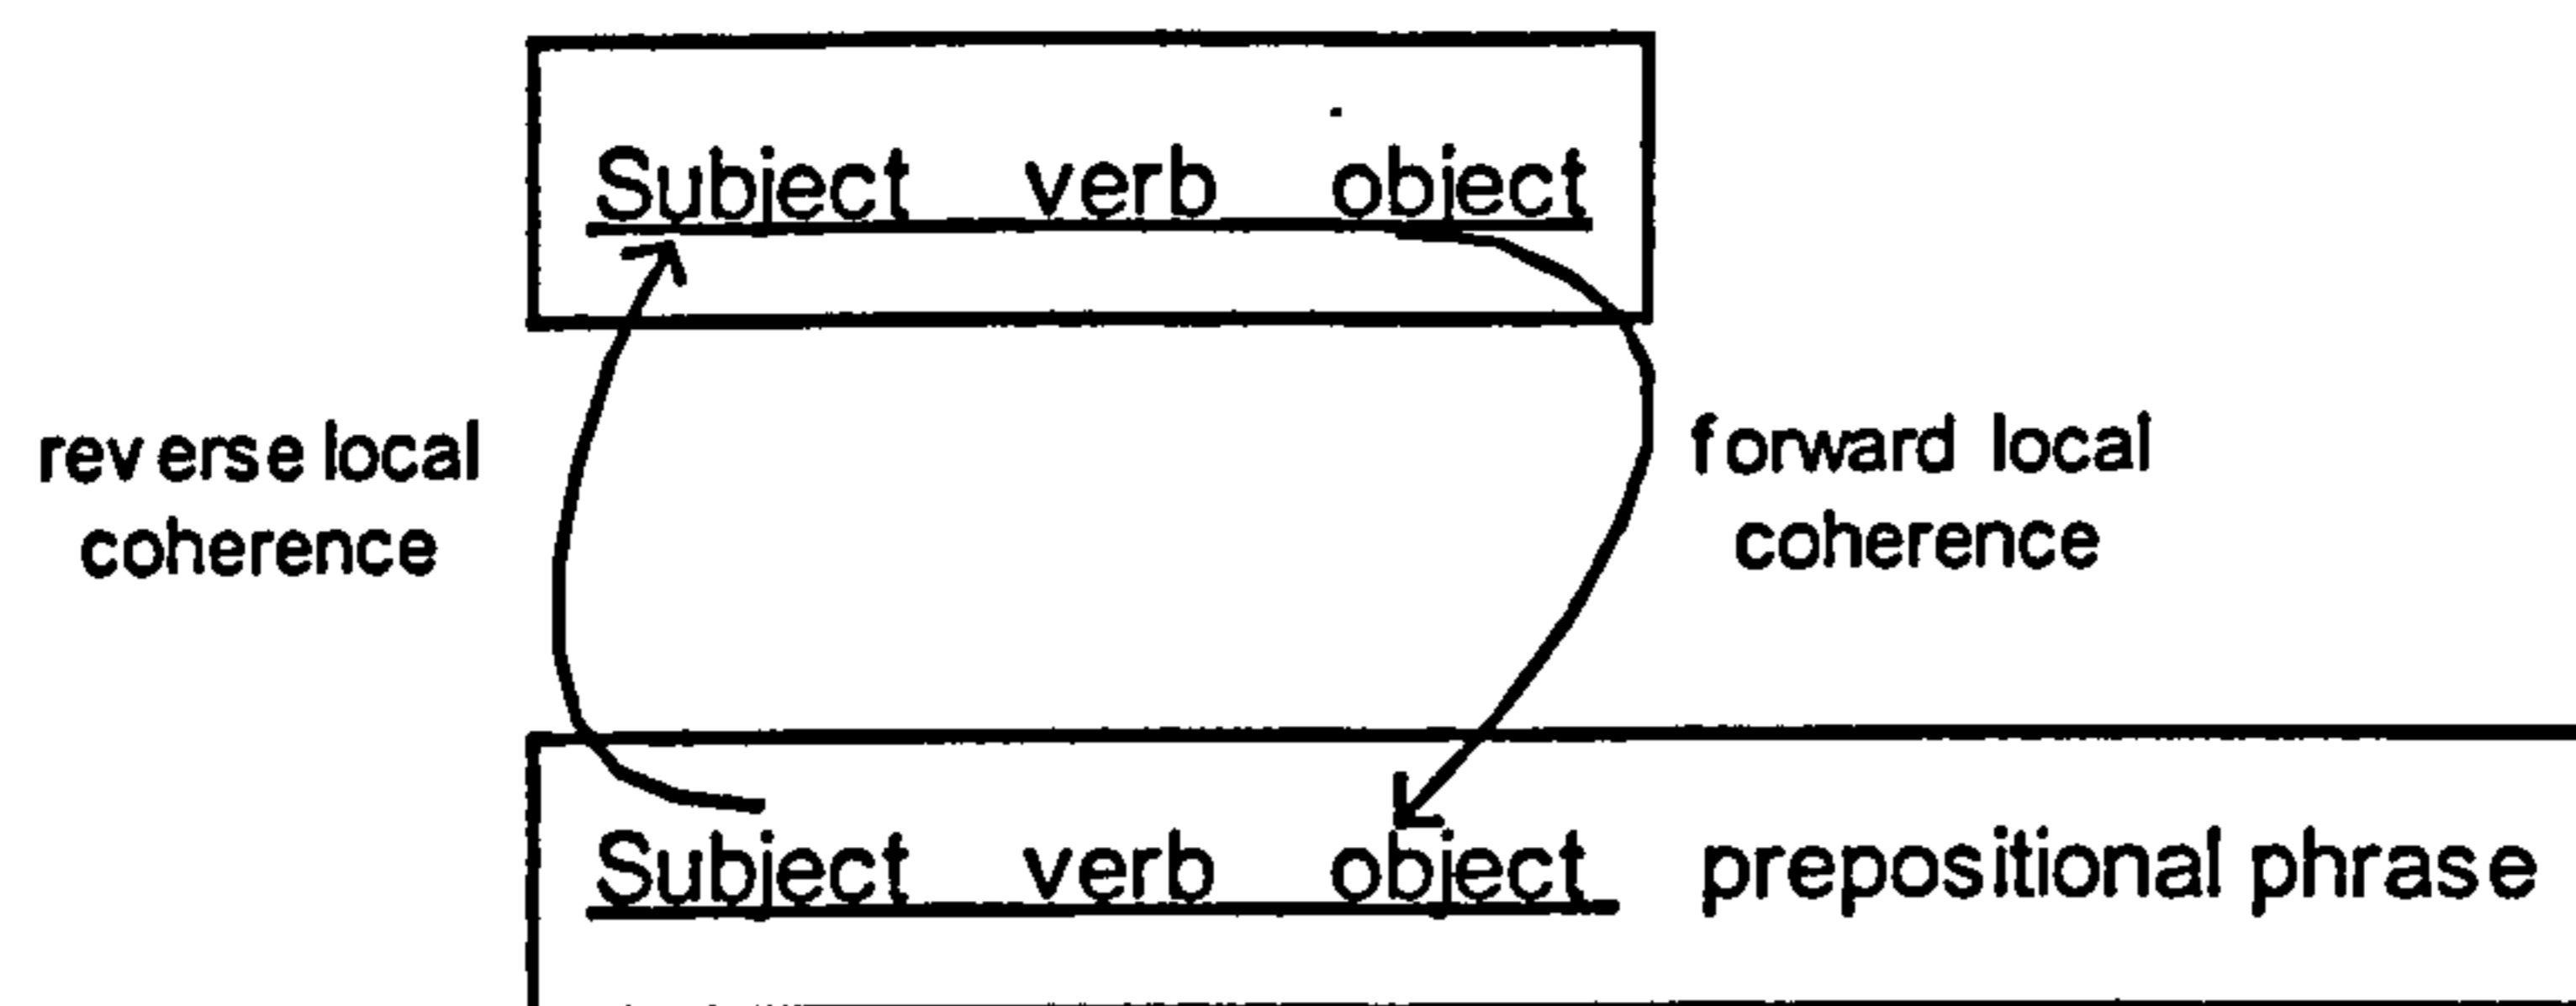 Subject verb object
reverse local
coherence
forward local
coherence
Subject verb object prepositional phrase